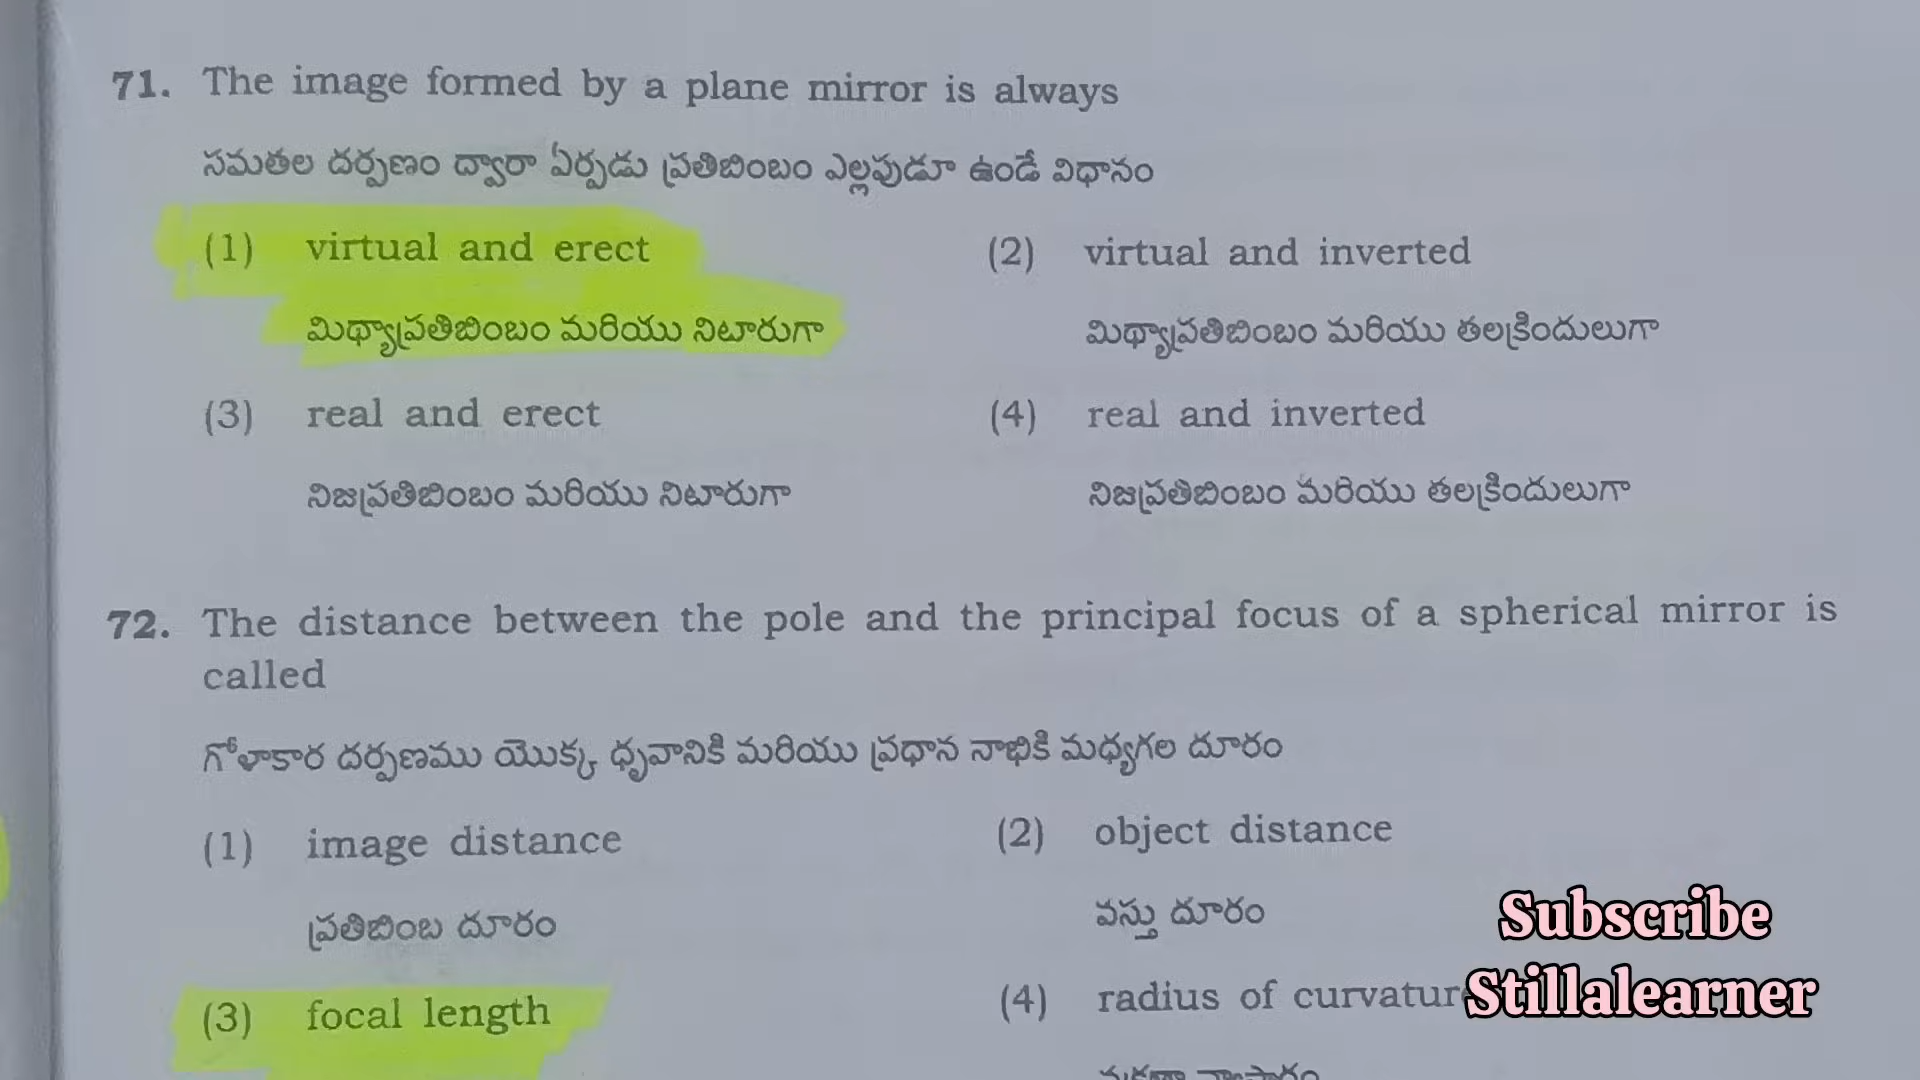 71. The image formed by a plane mirror is always
సమతల దర్పణం ద్వారా ఏర్పడు ప్రతిబింబం ఎల్లపుడూ ఉండే విధానం
(1) virtual and erect
(2) virtual and inverted
మిథ్యాప్రతిబింబం మరియు నిటారుగా
మిథ్యాప్రతిబింబం మరియు తలక్రిందులుగా
(3) real and erect
(4) real and inverted
నిజప్రతిబింబం మరియు నిటారుగా
నిజప్రతిబింబం మరియు తలక్రిందులుగా
72. The distance between the pole and the principal focus of a spherical mirror is
called
గోళాకార దర్పణము యొక్క ధృవానికి మరియు ప్రధాన నాభికి మధ్యగల దూరం
(1) image distance
(2) object distance
ప్రతిబింబ దూరం
వస్తు దూరం
(3) focal length
(4) radius of curvatur
Subscribe
Stillalearner